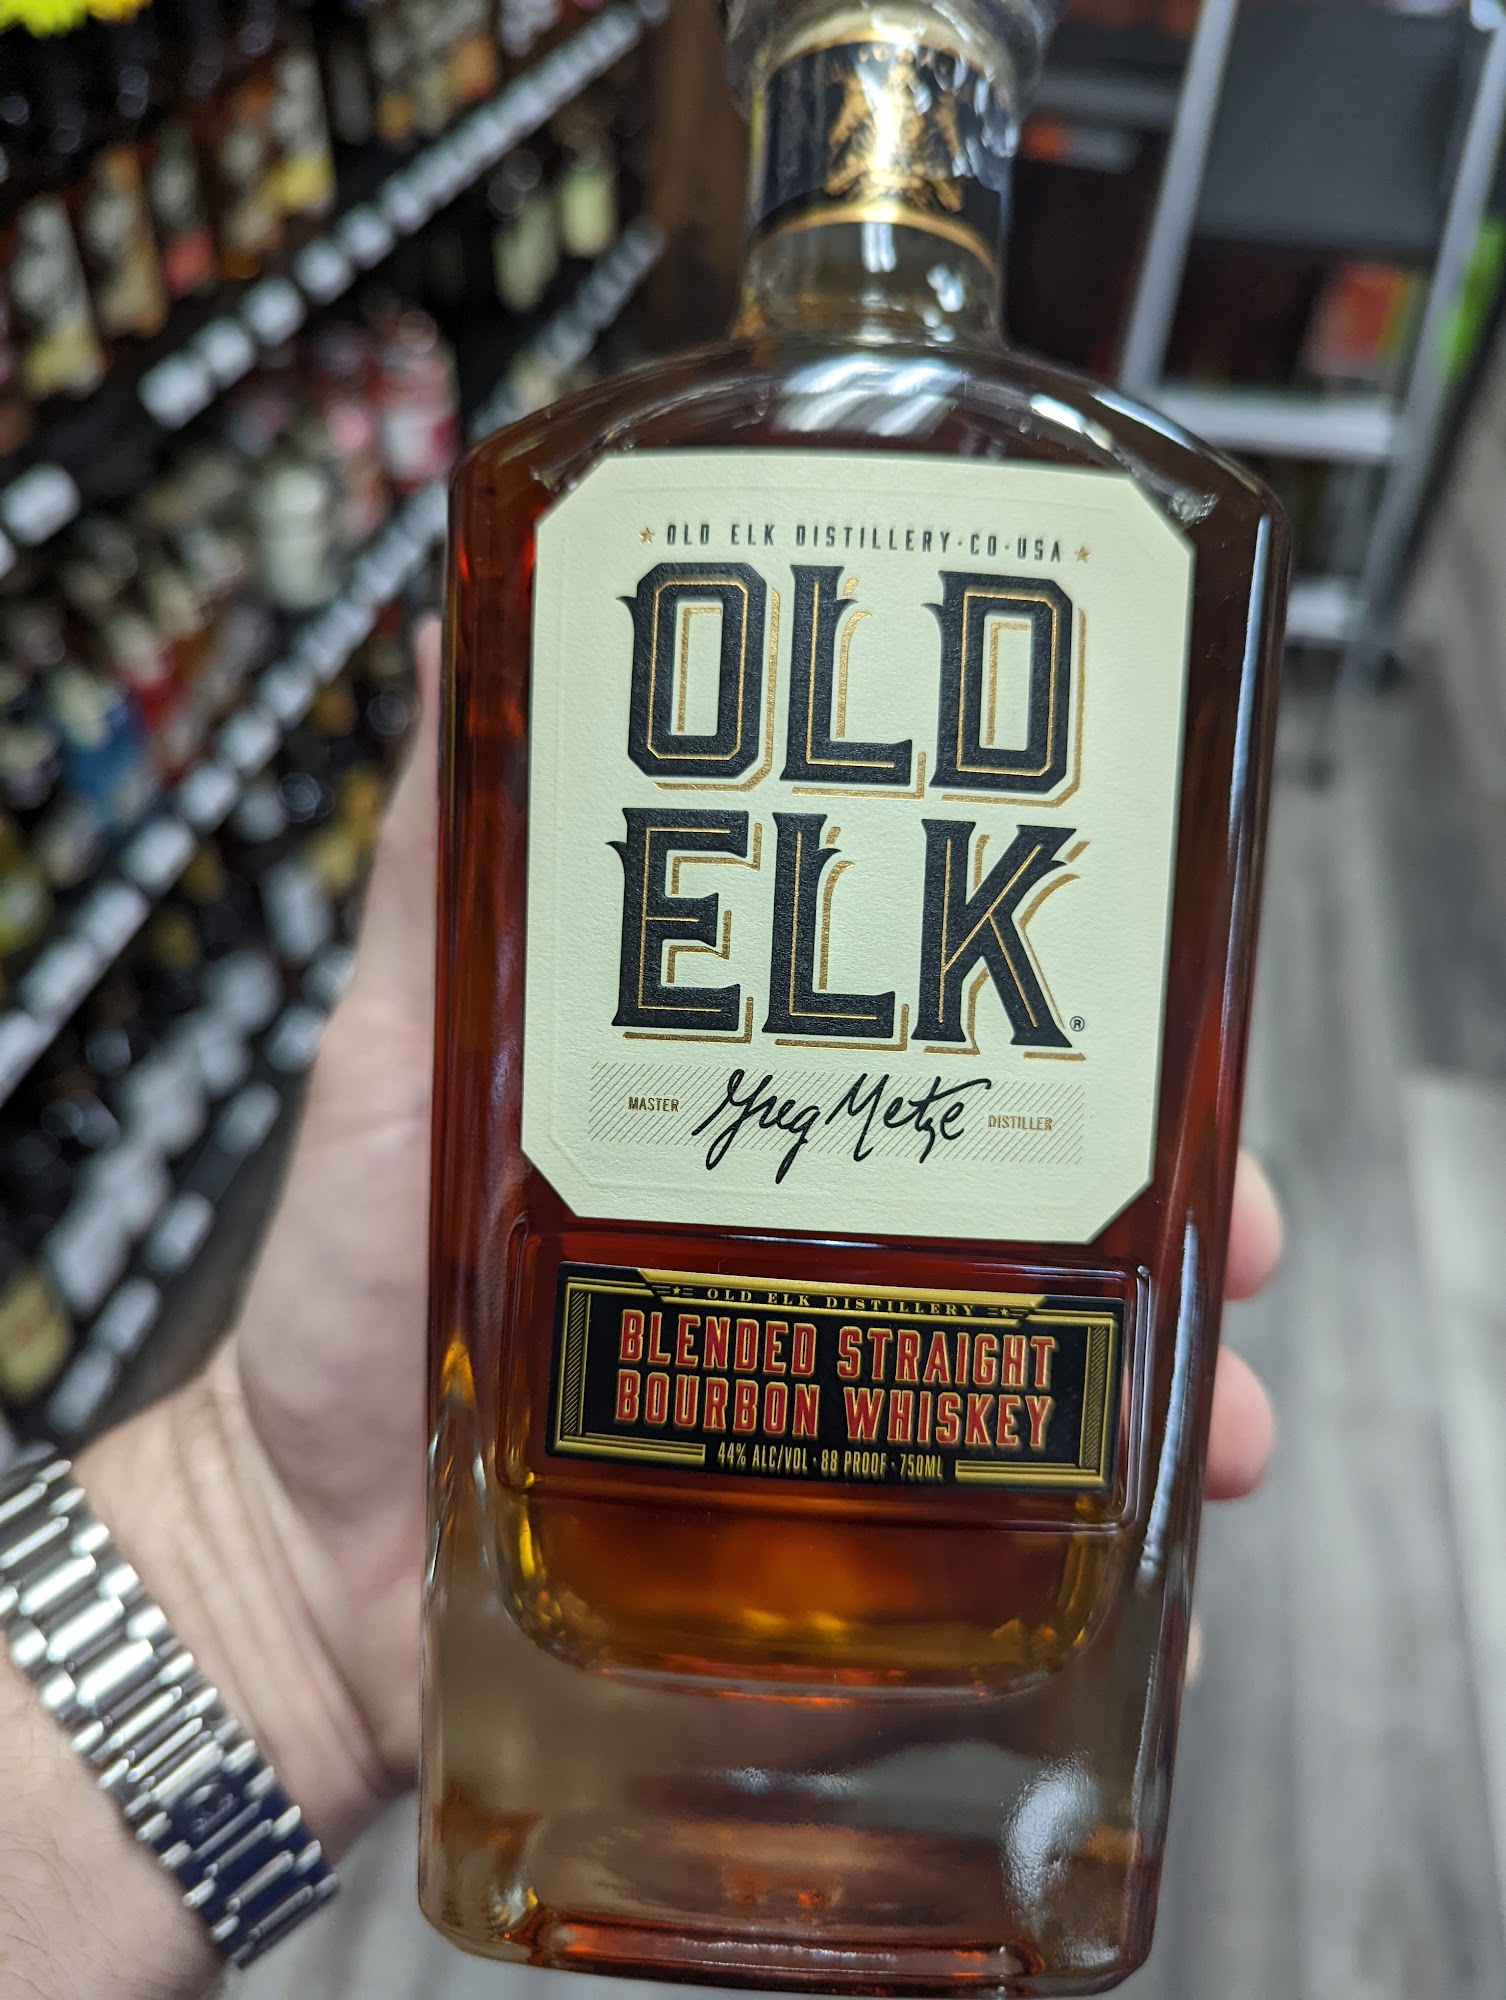 OLD ELK DISTILLERY·CO·USA
OLD
ELK®
MASTER Greg Metze DISTILLER
OLD ELK DISTILLERY
BLENDED STRAIGHT
BOURBON WHISKEY
44% ALC/VOL · 88 PROOF · 750ML